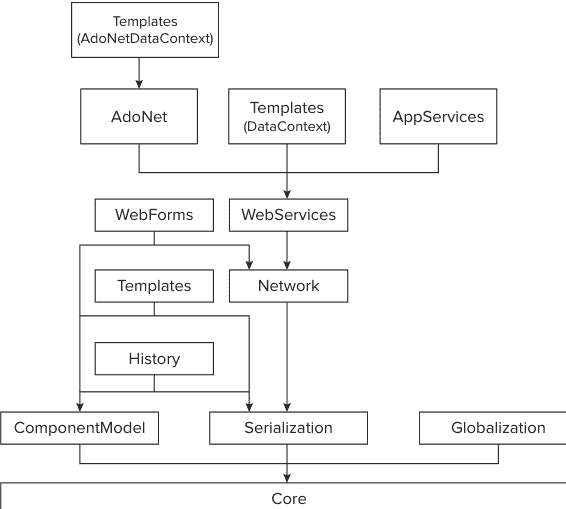 Templates
(AdoNetDataContext)
AdoNet
Templates
(DataContext)
AppServices
WebForms
WebServices
Templates
Network
History
ComponentModel
Serialization
Globalization
Core